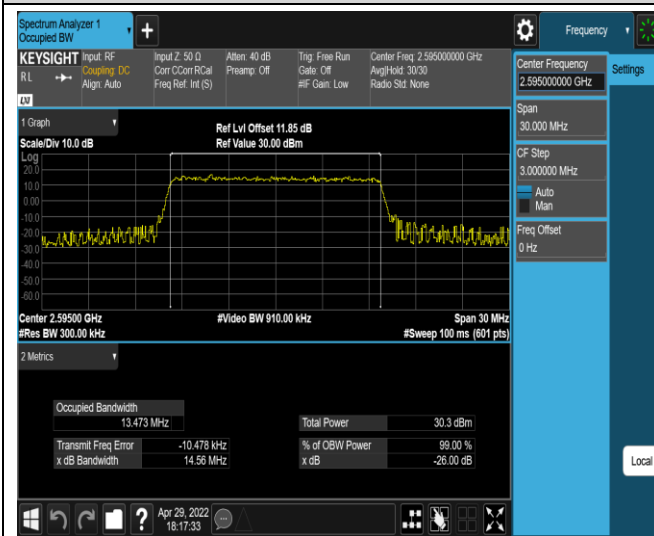 Spectrum Analyzer 1
Occupied BW
+
Frequency
KEYSIGHT
RL
LXI
Input: RF
Coupling: DC
Align: Auto
Input Z: 50 Ω
Corr CCorr RCal
Freq Ref: Int (S)
Atten: 40 dB
Preamp: Off
Trig: Free Run
Gate: Off
#IF Gain: Low
Center Freq: 2.595000000 GHz
Avg|Hold: 30/30
Radio Std: None
Center Frequency
2.595000000 GHz
Settings
Span
30.000 MHz
CF Step
3.000000 MHz
Auto
Man
Freq Offset
0 Hz
1 Graph
Scale/Div 10.0 dB
Ref Lvl Offset 11.85 dB
Ref Value 30.00 dBm
Log
20.0
10.0
0.00
-10.0
-20.0
-30.0
-40.0
-50.0
-60.0
Center 2.59500 GHz
#Res BW 300.00 kHz
#Video BW 910.00 kHz
Span 30 MHz
#Sweep 100 ms (601 pts)
2 Metrics
Occupied Bandwidth
13.473 MHz
Total Power 30.3 dBm
Transmit Freq Error -10.478 kHz
% of OBW Power 99.00 %
x dB Bandwidth 14.56 MHz
x dB -26.00 dB
Local
?
Apr 29, 2022
18:17:33